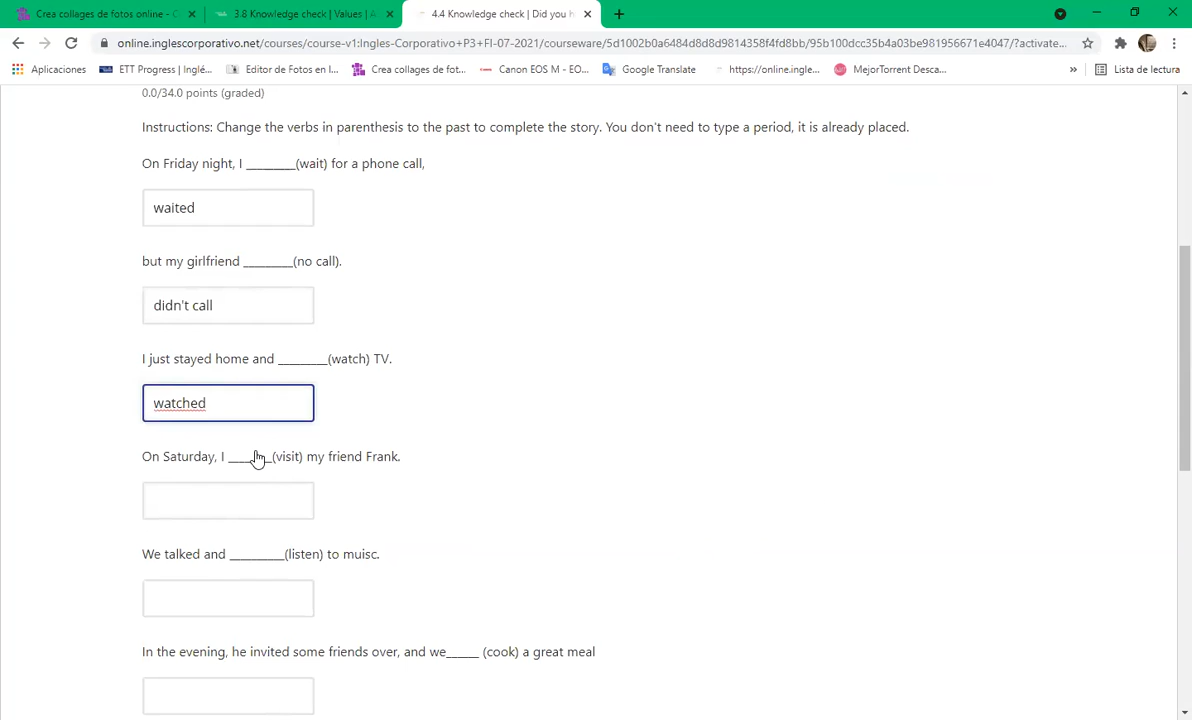 Crea collages de fotos online - C
3.8 Knowledge check | Values | A
4.4 Knowledge check | Did you h
online.inglescorporativo.net/courses/course-v1:Ingles-Corporativo+P3+FI-07-2021/courseware/5d1002b0a6484d8d8d9814358f4fd8bb/95b100dcc35b4a03be981956671e4047/?activate...
Aplicaciones
ETT Progress | Inglé...
Editor de Fotos en l...
Crea collages de fot...
Canon EOS M - EO...
Google Translate
https://online.ingle...
MejorTorrent Desca...
»
Lista de lectura
0.0/34.0 points (graded)
Instructions: Change the verbs in parenthesis to the past to complete the story. You don't need to type a period, it is already placed.
On Friday night, I ________(wait) for a phone call,
waited
but my girlfriend ________(no call).
didn't call
I just stayed home and ________(watch) TV.
watched
On Saturday, I _______(visit) my friend Frank.
We talked and _________(listen) to muisc.
In the evening, he invited some friends over, and we_____ (cook) a great meal